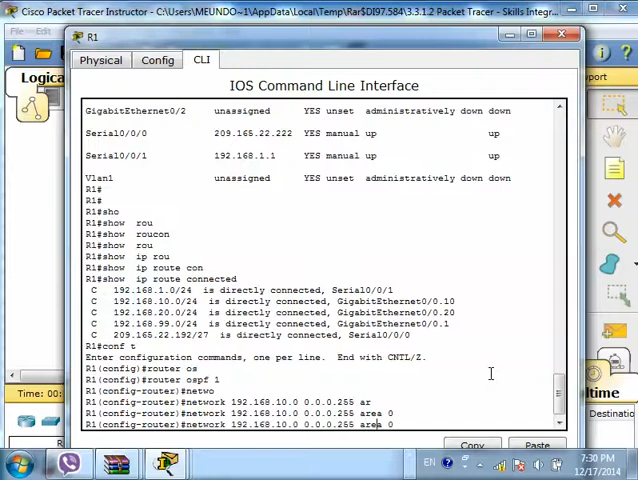 Cisco Packet Tracer Instructor - C:\Users\MEUNDO~1\AppData\Local\Temp\Rar$DI97.584\3.3.1.2 Packet Tracer - Skills Integr...
File Edit
R1
Physical Config CLI
Logica
port
IOS Command Line Interface
GigabitEthernet0/2 unassigned YES unset administratively down down
Serial0/0/0 209.165.22.222 YES manual up up
Serial0/0/1 192.168.1.1 YES manual up up
Vlan1 unassigned YES unset administratively down down
R1#
R1#
R1#sho
R1#show rou
R1#show roucon
R1#show rou
R1#show ip rou
R1#show ip route con
R1#show ip route connected
C 192.168.1.0/24 is directly connected, Serial0/0/1
C 192.168.10.0/24 is directly connected, GigabitEthernet0/0.10
C 192.168.20.0/24 is directly connected, GigabitEthernet0/0.20
C 192.168.99.0/24 is directly connected, GigabitEthernet0/0.1
C 209.165.22.192/27 is directly connected, Serial0/0/0
R1#conf t
Enter configuration commands, one per line. End with CNTL/Z.
R1(config)#router os
R1(config)#router ospf 1
R1(config-router)#netwo
R1(config-router)#network 192.168.10.0 0.0.0.255 ar
R1(config-router)#network 192.168.10.0 0.0.0.255 area 0
R1(config-router)#network 192.168.10.0 0.0.0.255 area 0
Time: 00:
Destinatio
Copy Paste
EN
7:30 PM
12/17/2014